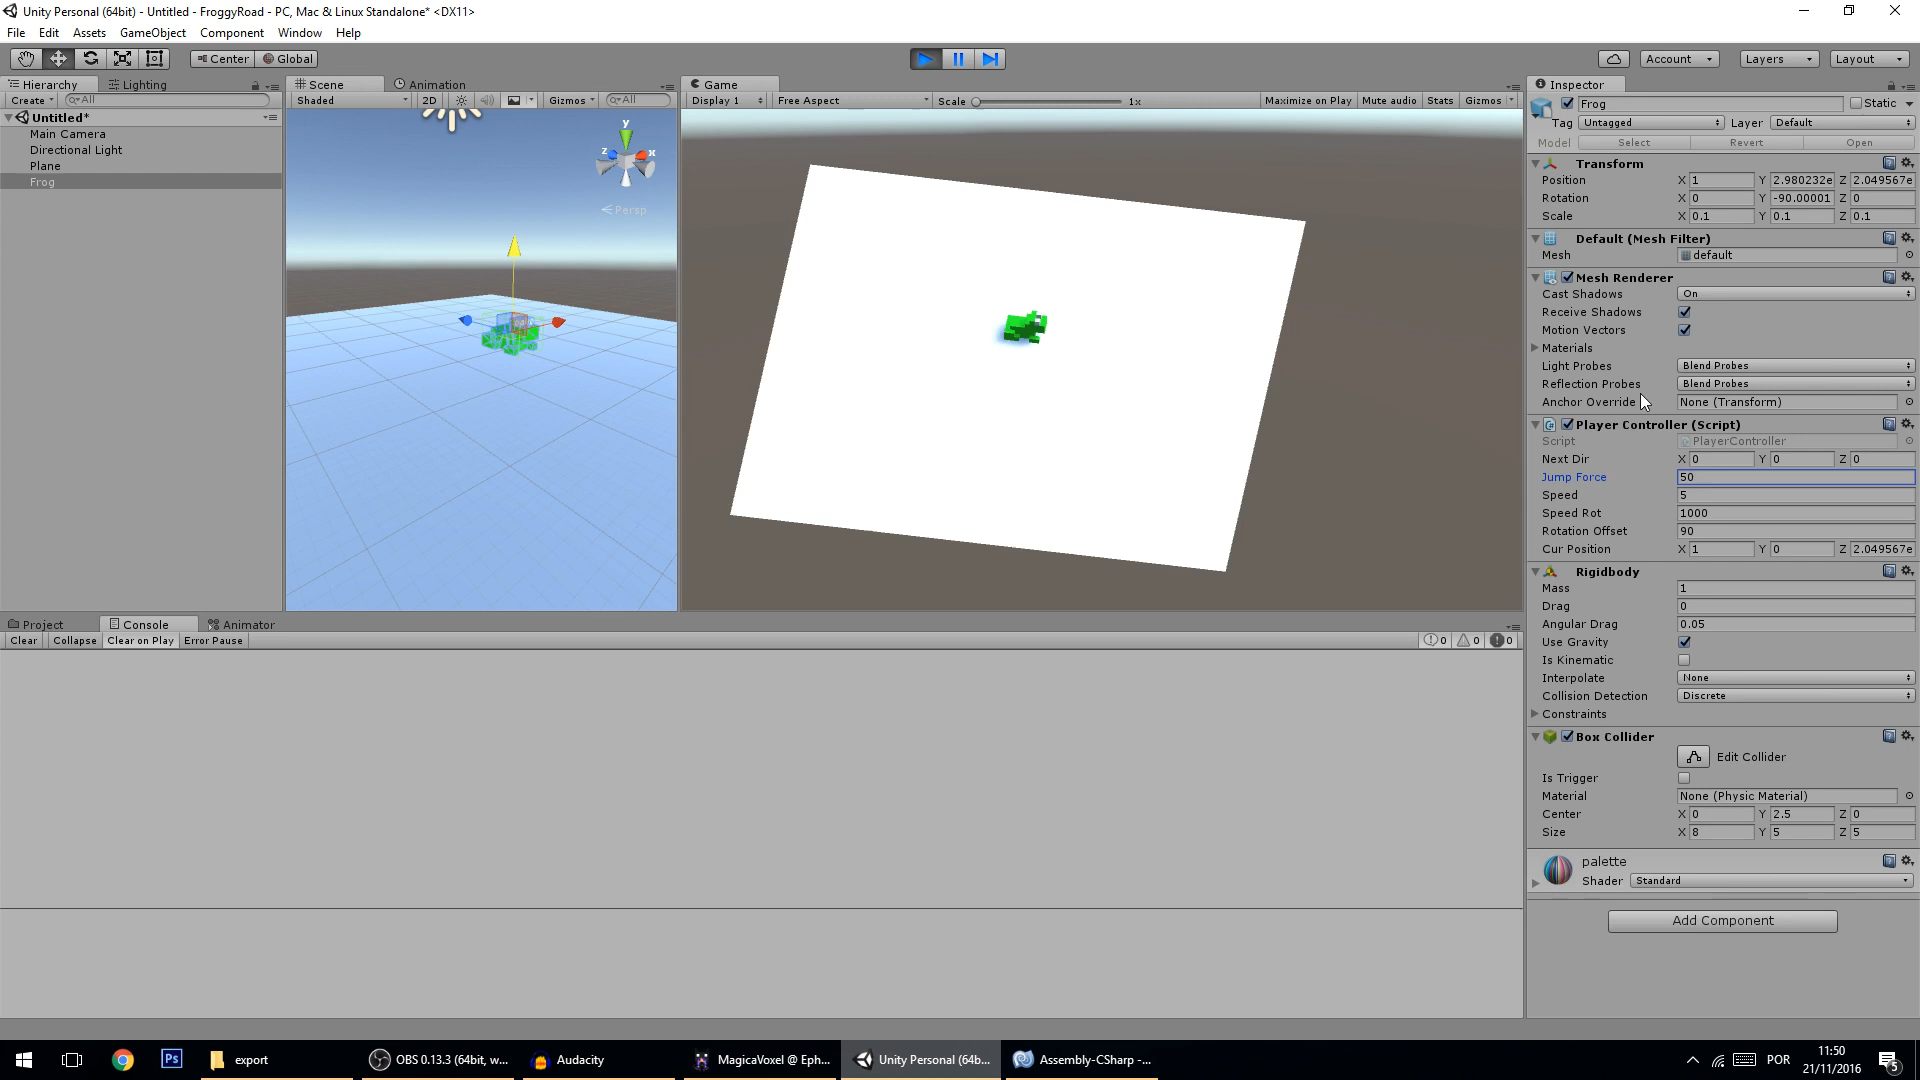 Unity Personal (64bit) - Untitled - FroggyRoad - PC, Mac & Linux Standalone* <DX11>
File Edit Assets GameObject Component Window Help
Center Global Account Layers Layout
Hierarchy Lighting Scene Animation Game Inspector
Create All Shaded 2D Gizmos All Display 1 Free Aspect Scale 1x Maximize on Play Mute audio Stats Gizmos Frog Static
Untitled*
Tag Untagged Layer Default
Main Camera
Model Select Revert Open
Directional Light
Plane
Frog
y
z x
Persp
Transform
Position X 1 Y 2.980232e Z 2.049567e
Rotation X 0 Y -90.00001 Z 0
Scale X 0.1 Y 0.1 Z 0.1
Default (Mesh Filter)
Mesh default
Mesh Renderer
Cast Shadows On
Receive Shadows
Motion Vectors
Materials
Light Probes Blend Probes
Reflection Probes Blend Probes
Anchor Override None (Transform)
Player Controller (Script)
Script PlayerController
Next Dir X 0 Y 0 Z 0
Jump Force 50
Speed 5
Speed Rot 1000
Rotation Offset 90
Cur Position X 1 Y 0 Z 2.049567e
Rigidbody
Mass 1
Drag 0
Angular Drag 0.05
Use Gravity
Is Kinematic
Interpolate None
Collision Detection Discrete
Constraints
Box Collider
Edit Collider
Is Trigger
Material None (Physic Material)
Center X 0 Y 2.5 Z 0
Size X 8 Y 5 Z 5
palette
Shader Standard
Add Component
Project Console Animator
Clear Collapse Clear on Play Error Pause 0 0 0
Ps export OBS 0.13.3 (64bit, w... Audacity MagicaVoxel @ Eph... Unity Personal (64b... Assembly-CSharp -... POR 11:50
21/11/2016 5